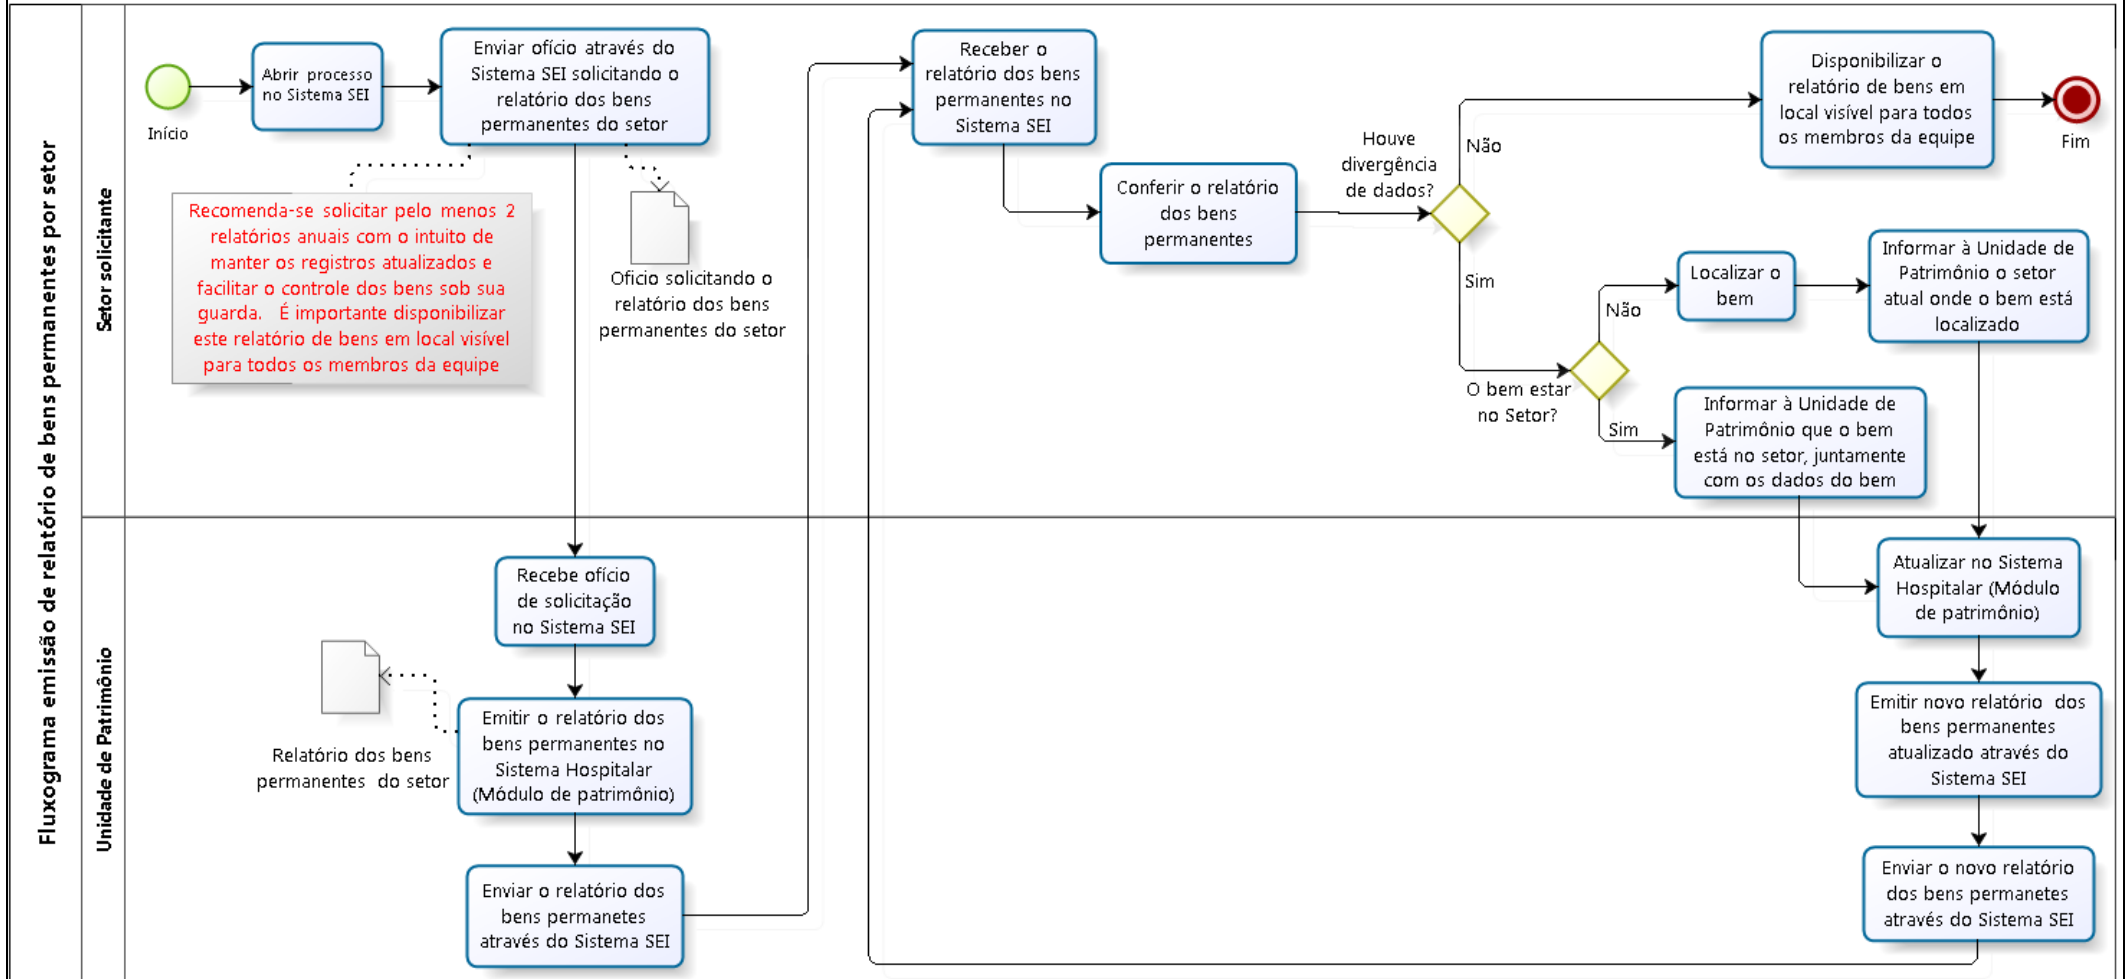 Fluxograma emissão de relatório de bens permanentes por setor
Setor solicitante
Início
Abrir processo
no Sistema SEI
Enviar ofício através do
Sistema SEI solicitando o
relatório dos bens
permanentes do setor
Recomenda-se solicitar pelo menos 2
relatórios anuais com o intuito de
manter os registros atualizados e
facilitar o controle dos bens sob sua
guarda. É importante disponibilizar
este relatório de bens em local visível
para todos os membros da equipe
Oficio solicitando o
relatório dos bens
permanentes do setor
Receber o
relatório dos bens
permanentes no
Sistema SEI
Conferir o relatório
dos bens
permanentes
Houve
divergência
de dados?
Não
Sim
Disponibilizar o
relatório de bens em
local visível para todos
os membros da equipe
Fim
O bem estar
no Setor?
Não
Sim
Localizar o
bem
Informar à Unidade de
Patrimônio o setor
atual onde o bem está
localizado
Informar à Unidade de
Patrimônio que o bem
está no setor, juntamente
com os dados do bem
Unidade de Patrimônio
Recebe ofício
de solicitação
no Sistema SEI
Emitir o relatório dos
bens permanentes no
Sistema Hospitalar
(Módulo de patrimônio)
Relatório dos bens
permanentes do setor
Enviar o relatório dos
bens permanetes
através do Sistema SEI
Atualizar no Sistema
Hospitalar (Módulo
de patrimônio)
Emitir novo relatório dos
bens permanentes
atualizado através do
Sistema SEI
Enviar o novo relatório
dos bens permanetes
através do Sistema SEI